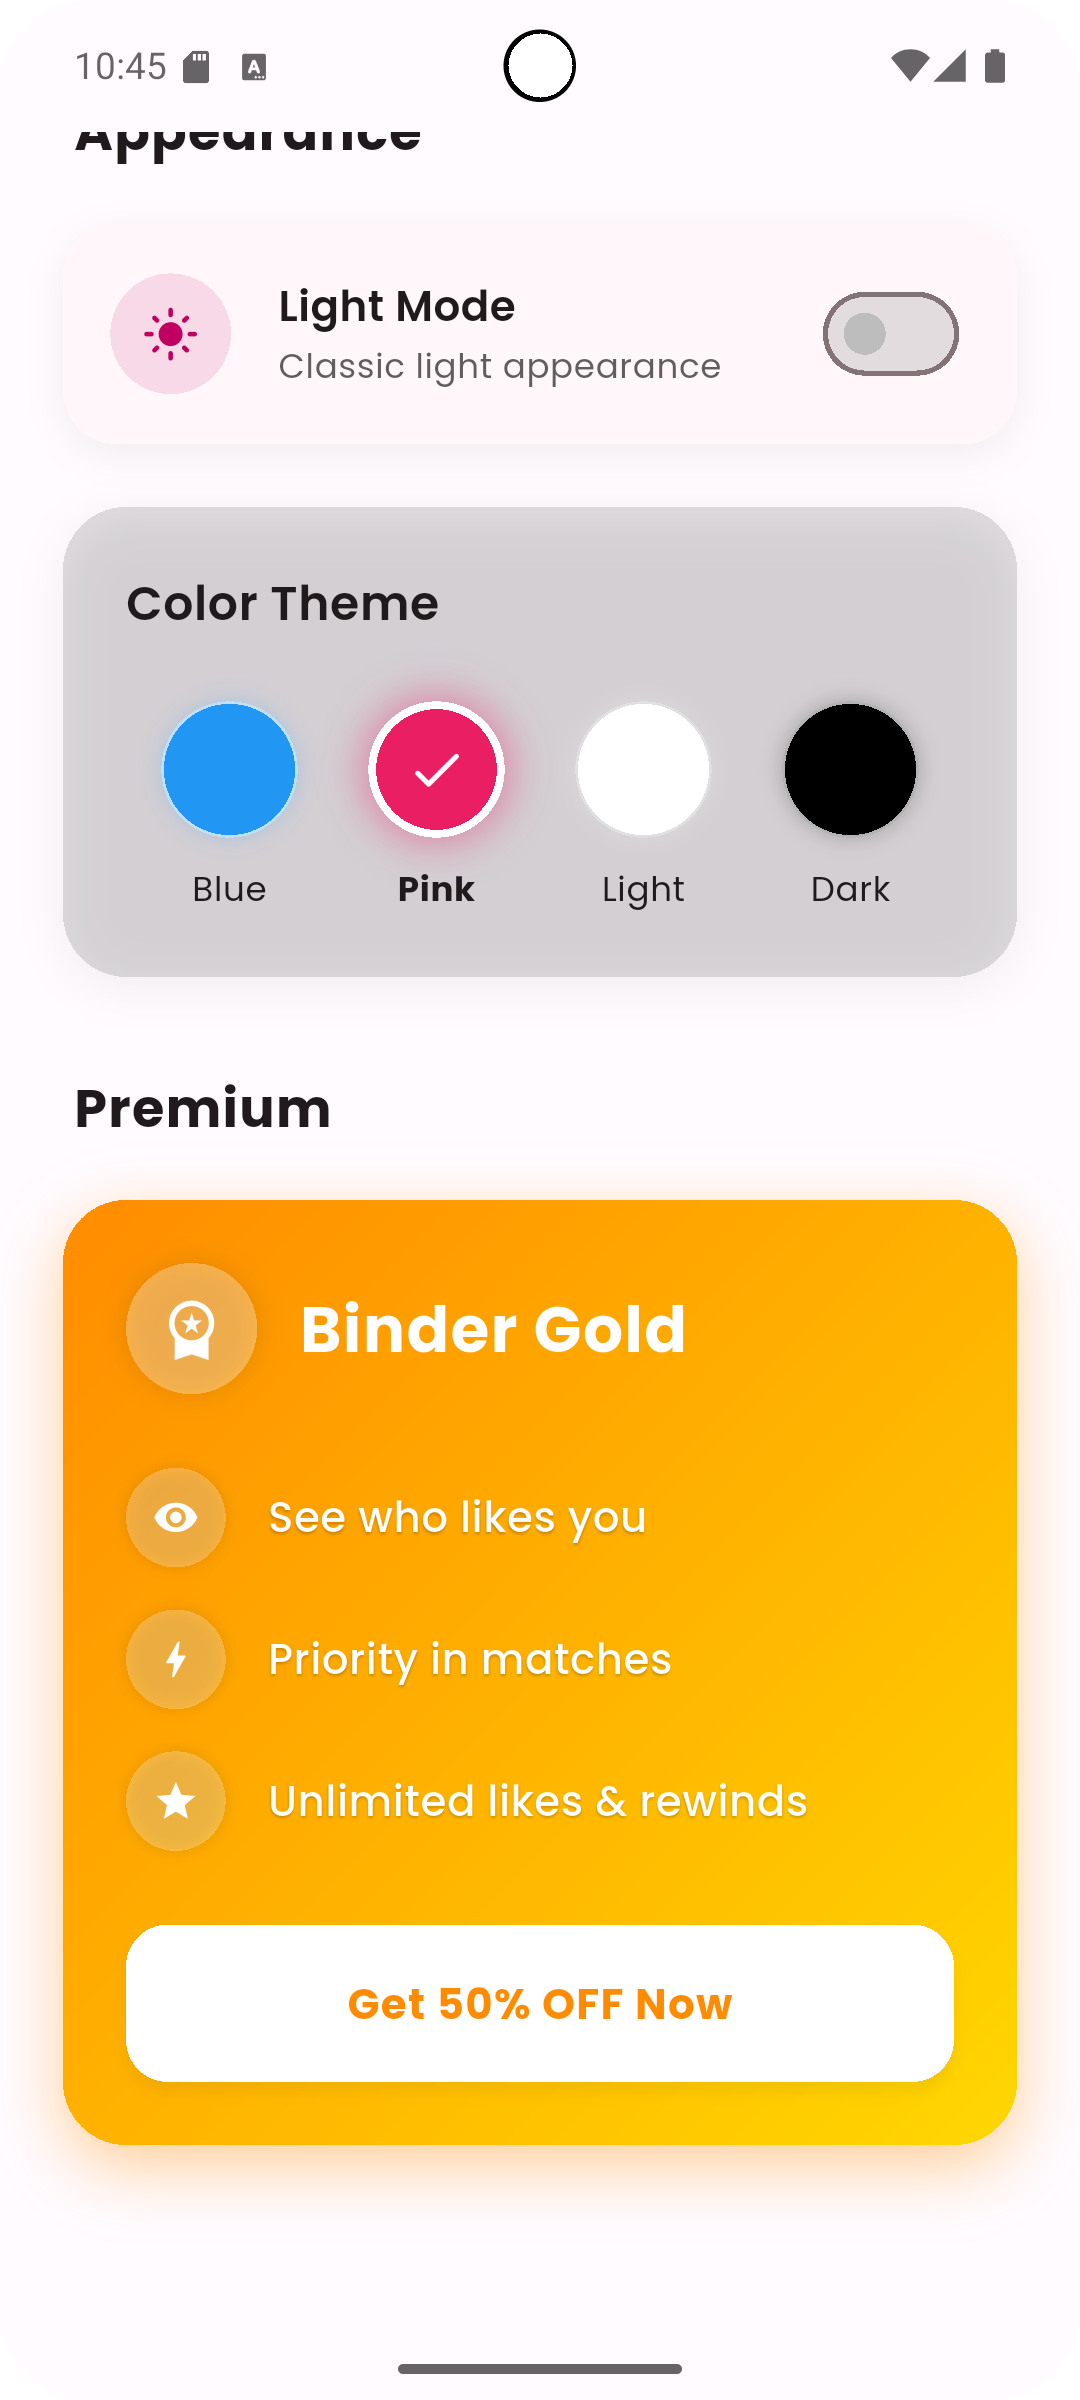 10:45
Appearance
Light Mode
Classic light appearance
Color Theme
Blue Pink Light Dark
Premium
Binder Gold
See who likes you
Priority in matches
Unlimited likes & rewinds
Get 50% OFF Now